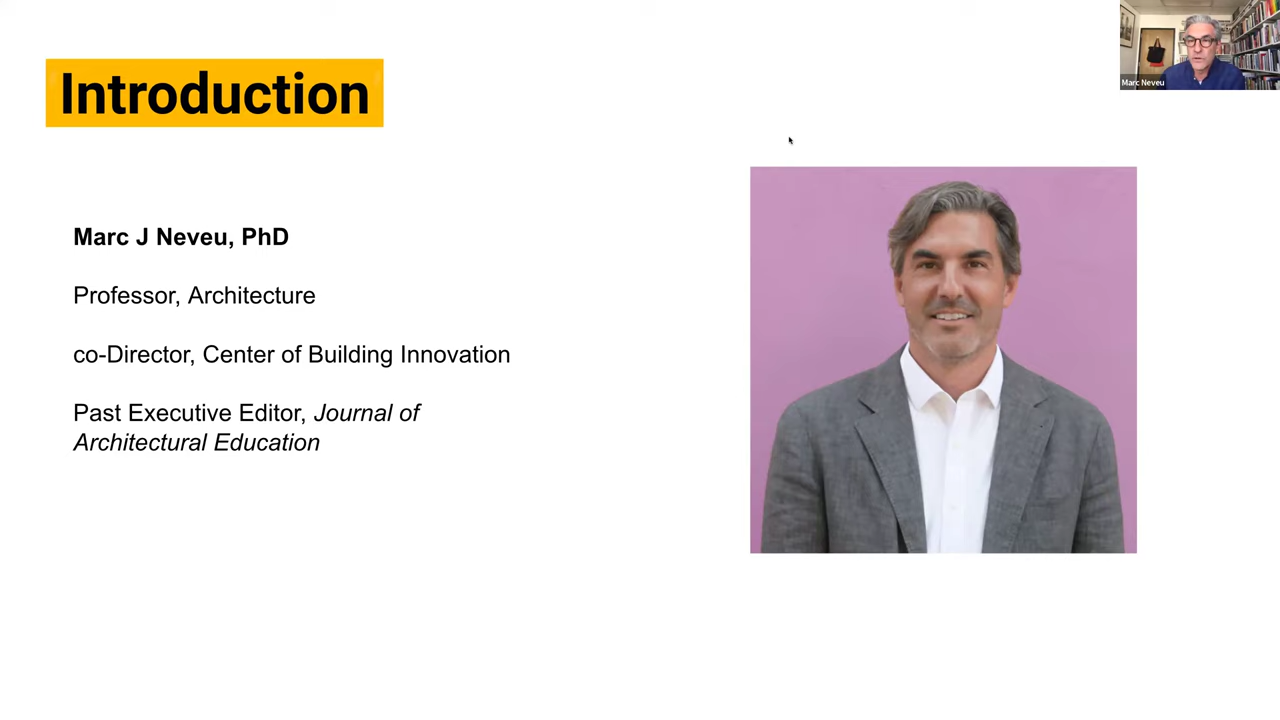 Introduction
Marc Neveu
Marc J Neveu, PhD
Professor, Architecture
co-Director, Center of Building Innovation
Past Executive Editor, Journal of
Architectural Education